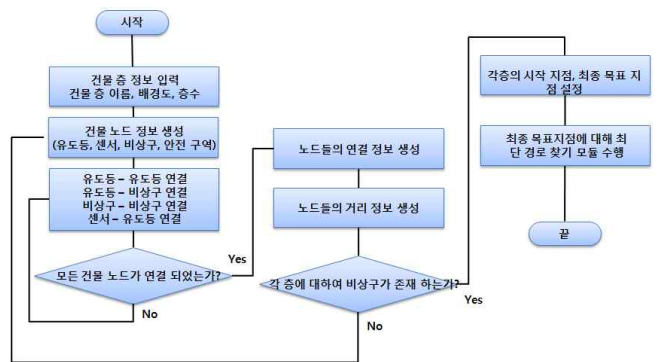 시작
건물 층 정보 입력
건물 층 이름, 배경도, 층수
건물 노드 정보 생성
(유도등, 센서, 비상구, 안전 구역)
유도등 – 유도등 연결
유도등 – 비상구 연결
비상구 – 비상구 연결
센서 – 유도등 연결
모든 건물 노드가 연결 되었는가?
Yes
No
노드들의 연결 정보 생성
노드들의 거리 정보 생성
각 층에 대하여 비상구가 존재 하는가?
Yes
No
각층의 시작 지점, 최종 목표 지
점 설정
최종 목표지점에 대해 최
단 경로 찾기 모듈 수행
끝